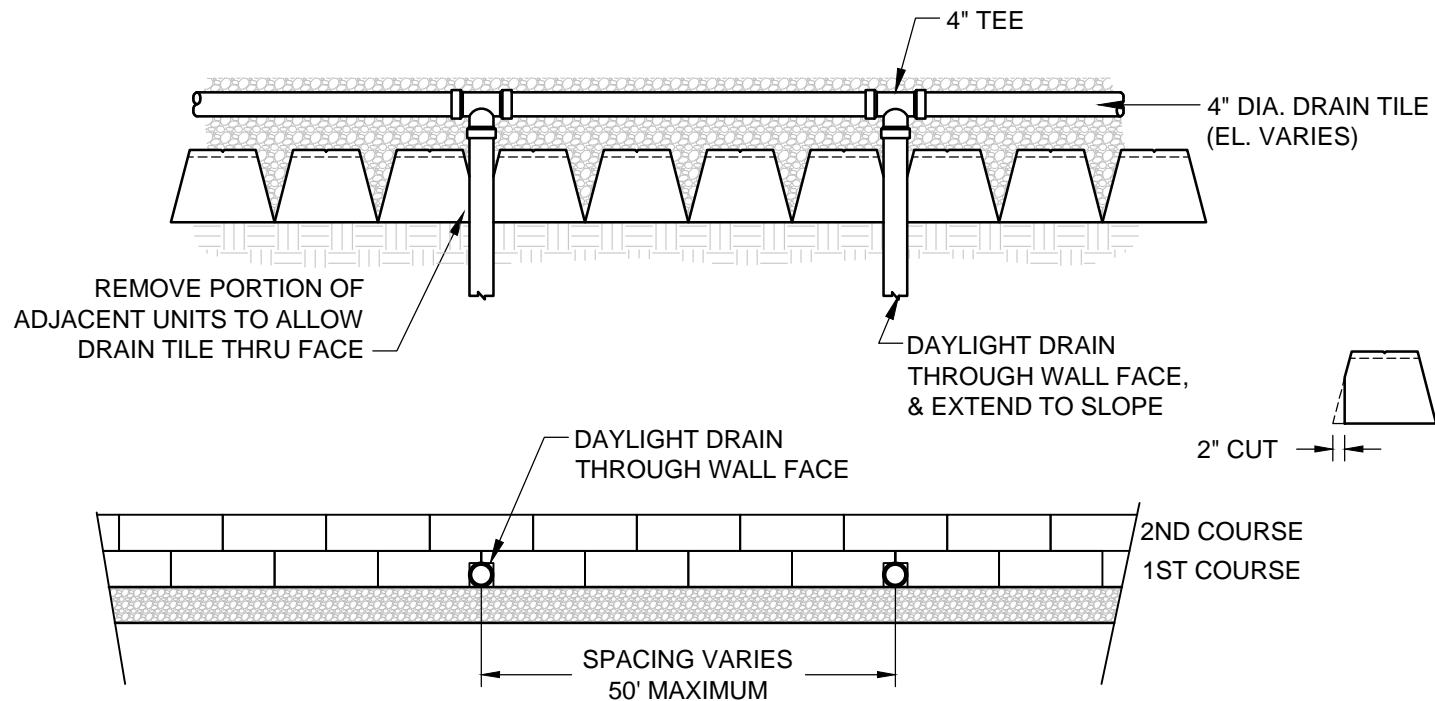 4" TEE
4" DIA. DRAIN TILE
(EL. VARIES)
REMOVE PORTION OF
ADJACENT UNITS TO ALLOW
DRAIN TILE THRU FACE
DAYLIGHT DRAIN
THROUGH WALL FACE,
& EXTEND TO SLOPE
2" CUT
DAYLIGHT DRAIN
THROUGH WALL FACE
2ND COURSE
1ST COURSE
SPACING VARIES
50' MAXIMUM